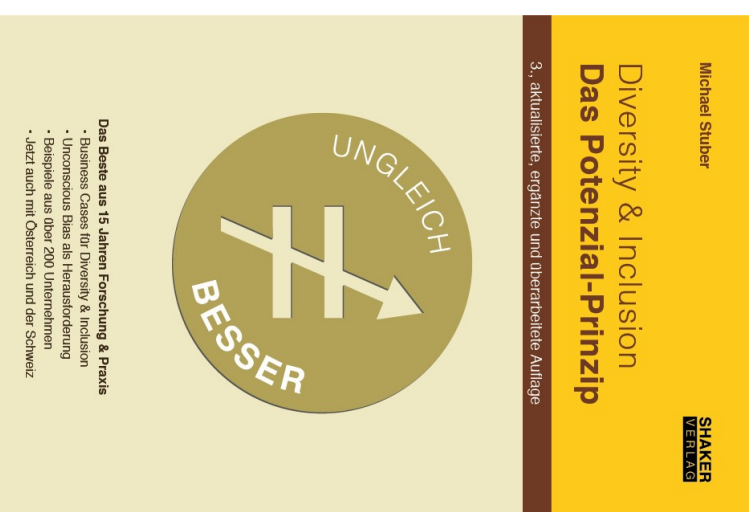 Michael Stuber
SHAKER
VERLAG
Diversity & Inclusion
Das Potenzial-Prinzip
3., aktualisierte, ergänzte und überarbeitete Auflage
UNGLEICH
BESSER
Das Beste aus 15 Jahren Forschung & Praxis
• Business Cases für Diversity & Inclusion
• Unconscious Bias als Herausforderung
• Beispiele aus über 200 Unternehmen
• Jetzt auch mit Österreich und der Schweiz